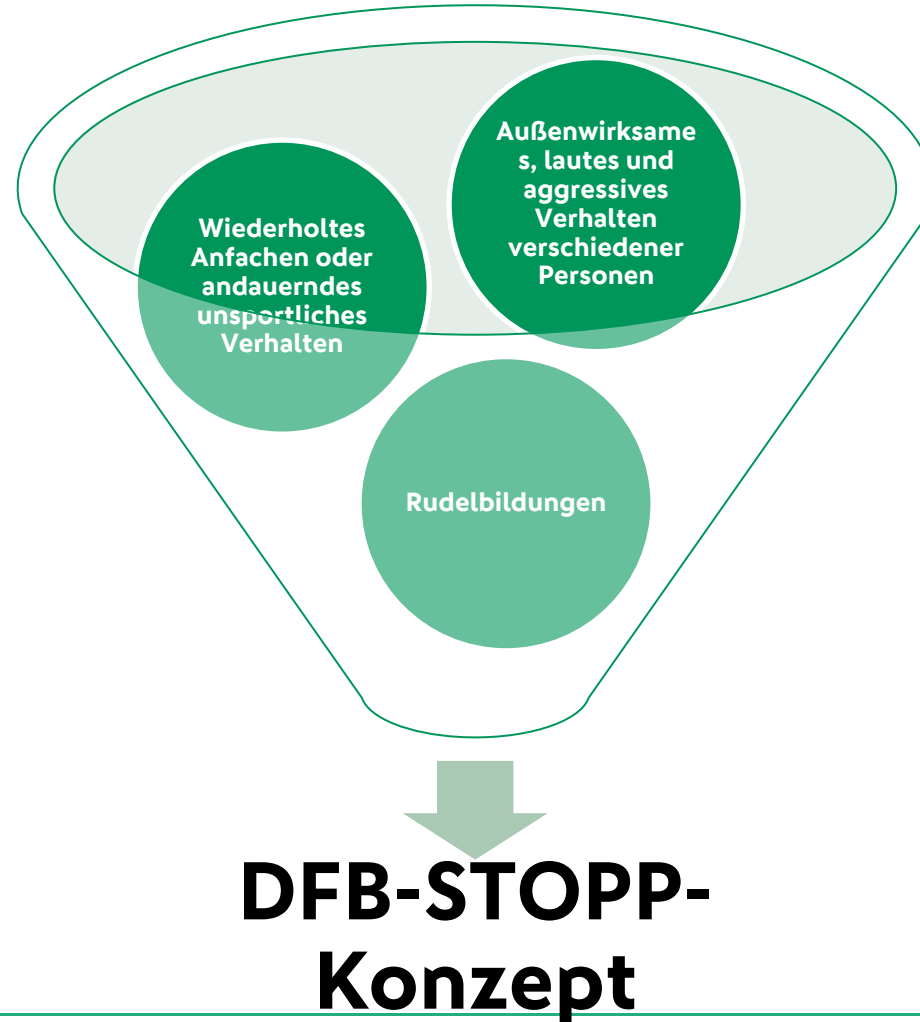 Außenwirksame
s, lautes und
aggressives
Verhalten
verschiedener
Personen
Wiederholtes
Anfachen oder
andauerndes
unsportliches
Verhalten
Rudelbildungen
DFB-STOPP-
Konzept